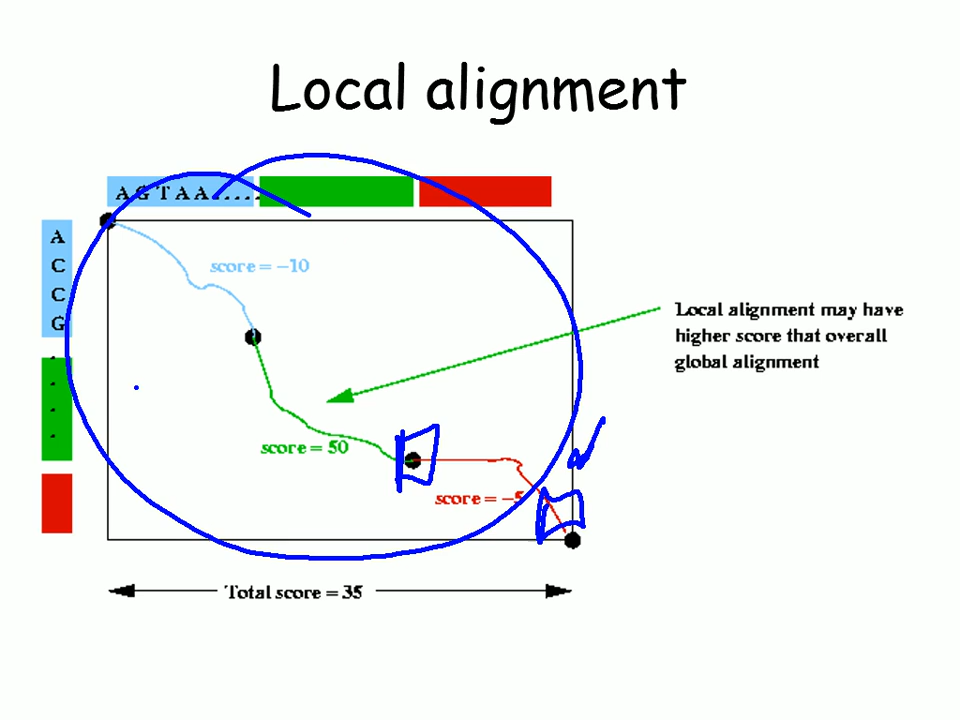 Local alignment
AGTAA.....
A
C
C
G
.
.
.
.
score = −10
Local alignment may have
higher score that overall
global alignment
score = 50
score = −5
Total score = 35